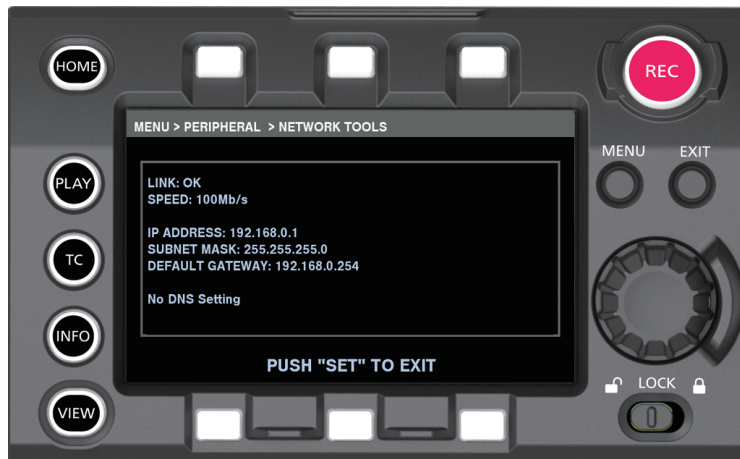 HOME
REC
MENU > PERIPHERAL > NETWORK TOOLS
MENU
EXIT
LINK: OK
SPEED: 100Mb/s
PLAY
IP ADDRESS: 192.168.0.1
SUBNET MASK: 255.255.255.0
DEFAULT GATEWAY: 192.168.0.254
TC
No DNS Setting
INFO
PUSH "SET" TO EXIT
LOCK
VIEW